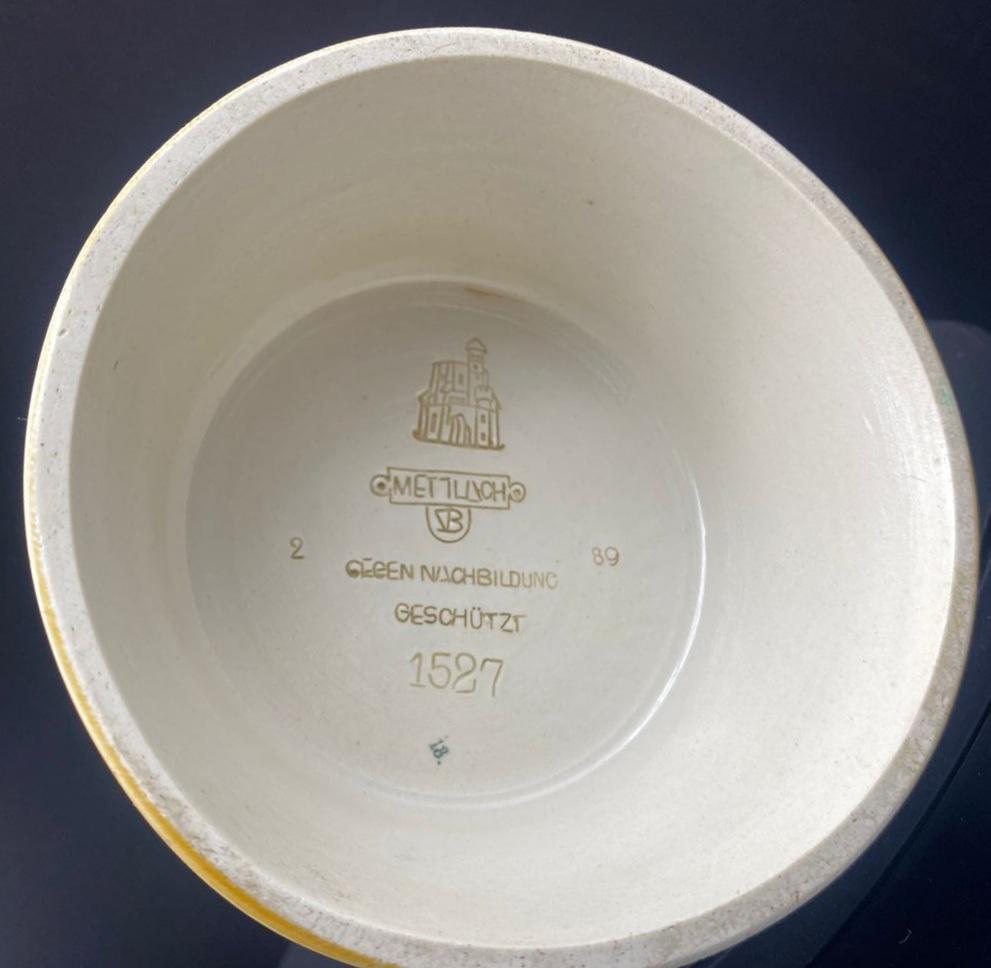 METTLACH
VB
2 89
GEGEN NACHBILDUNG
GESCHÜTZT
1527
18.